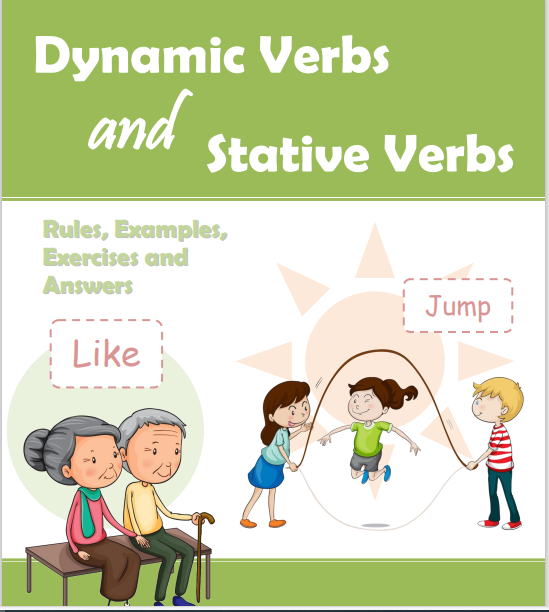 Dynamic Verbs
and
Stative Verbs
Rules, Examples,
Exercises and
Answers
Jump
Like